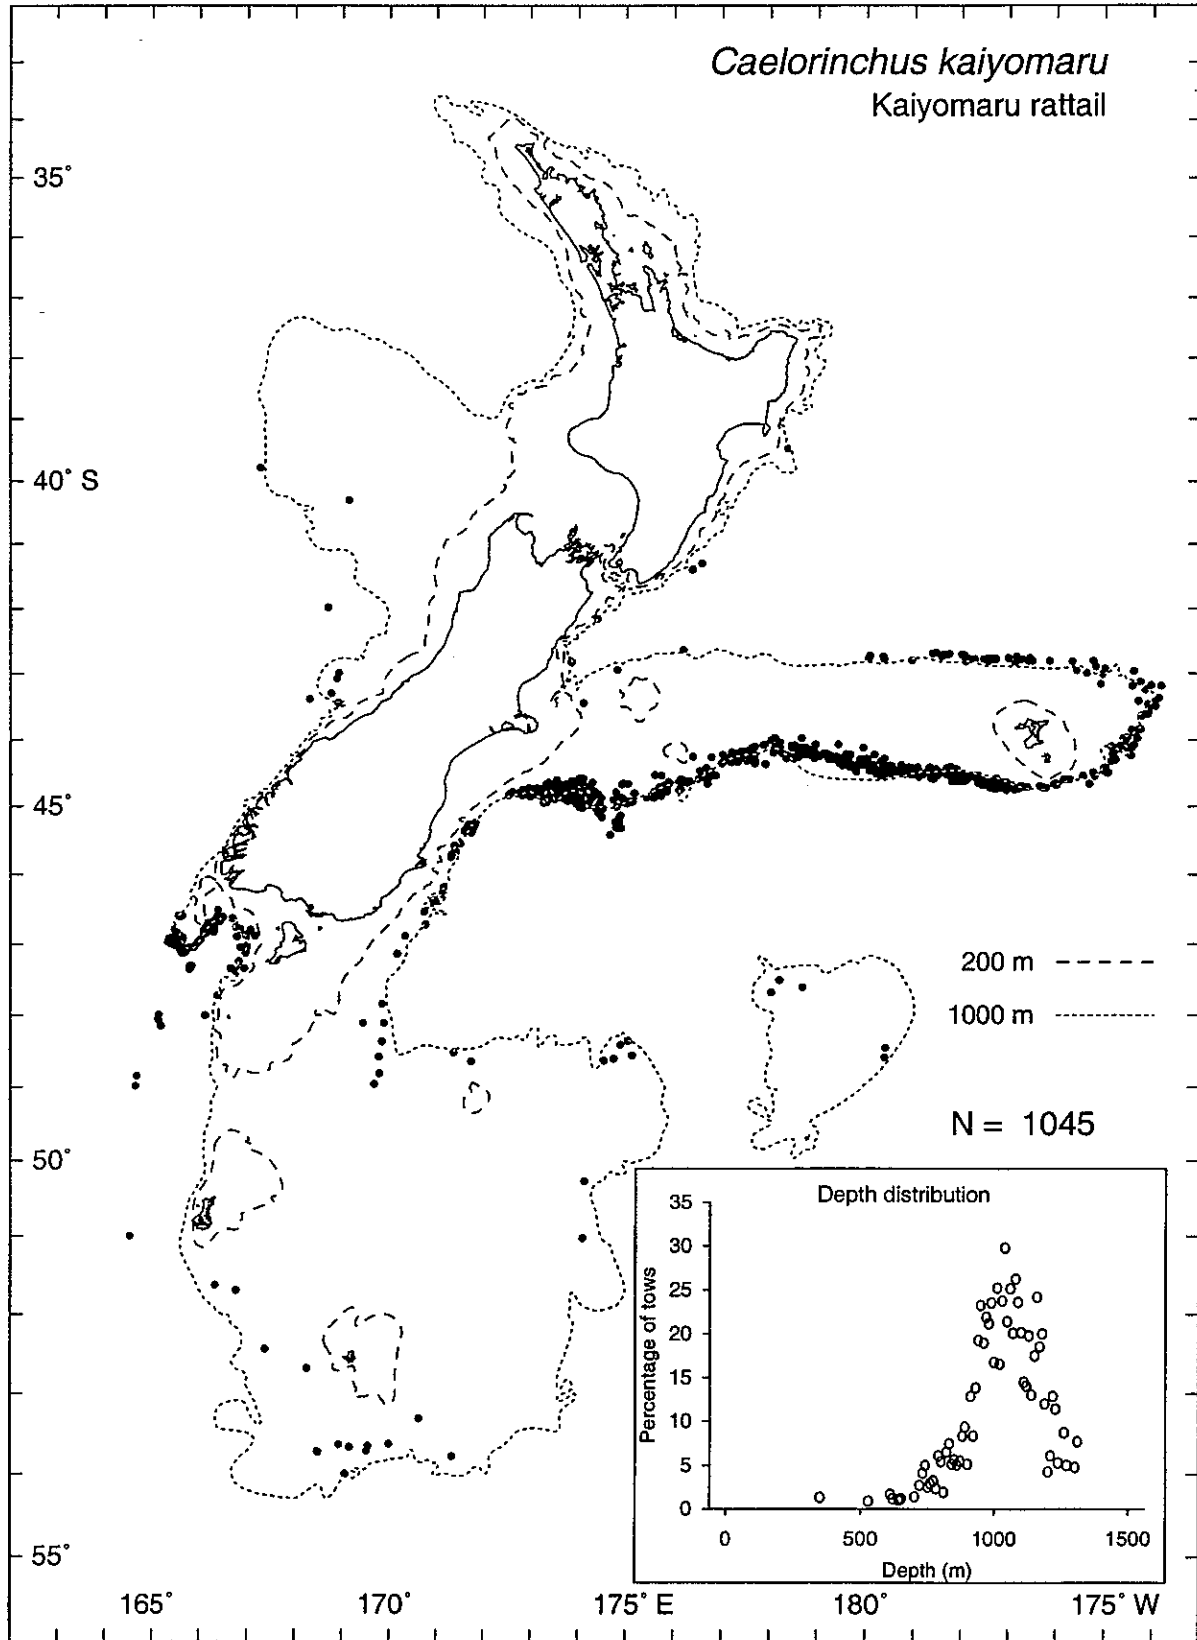 Caelorinchus kaiyomaru
Kaiyomaru rattail
35°
40° S
45°
200 m
1000 m
N = 1045
50°
Depth distribution
35
30
25
20
15
10
5
0
Percentage of tows
0 500 1000 1500
Depth (m)
55°
165° 170° 175° E 180° 175° W